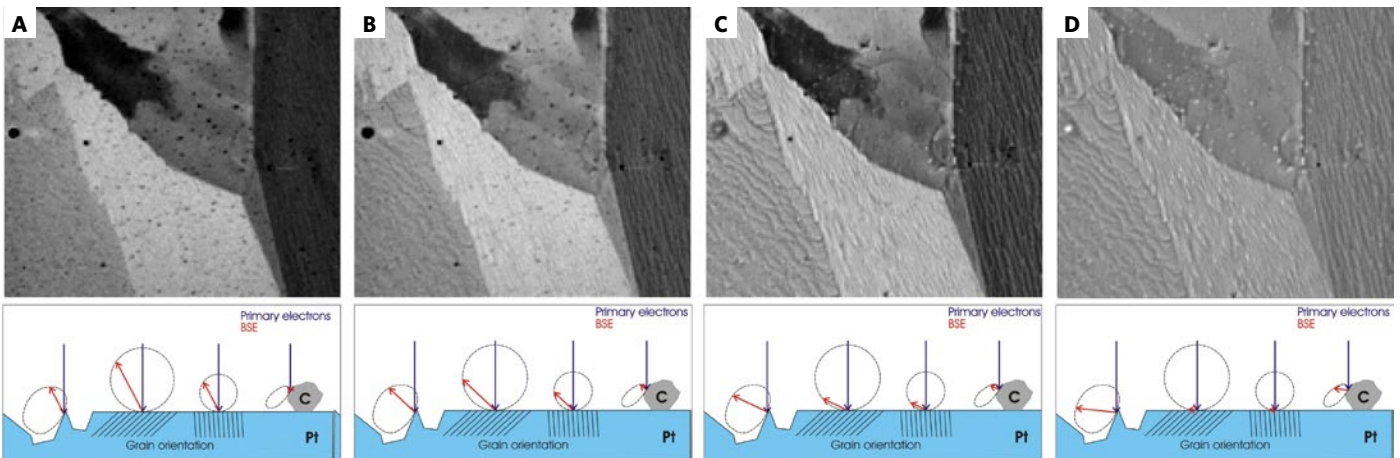 A
B
C
D
Primary electrons
BSE
C
Grain orientation
Pt
Primary electrons
BSE
C
Grain orientation
Pt
Primary electrons
BSE
C
Grain orientation
Pt
Primary electrons
BSE
C
Grain orientation
Pt